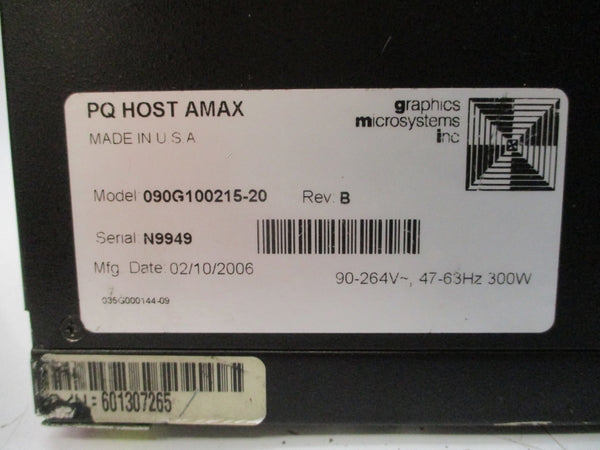 PQ HOST AMAX
MADE IN U.S.A
graphics
microsystems
inc
Model 090G100215-20 Rev. B
Serial N9949
Mfg. Date: 02/10/2006
90-264V~, 47-63Hz 300W
035G000144-09
601307265